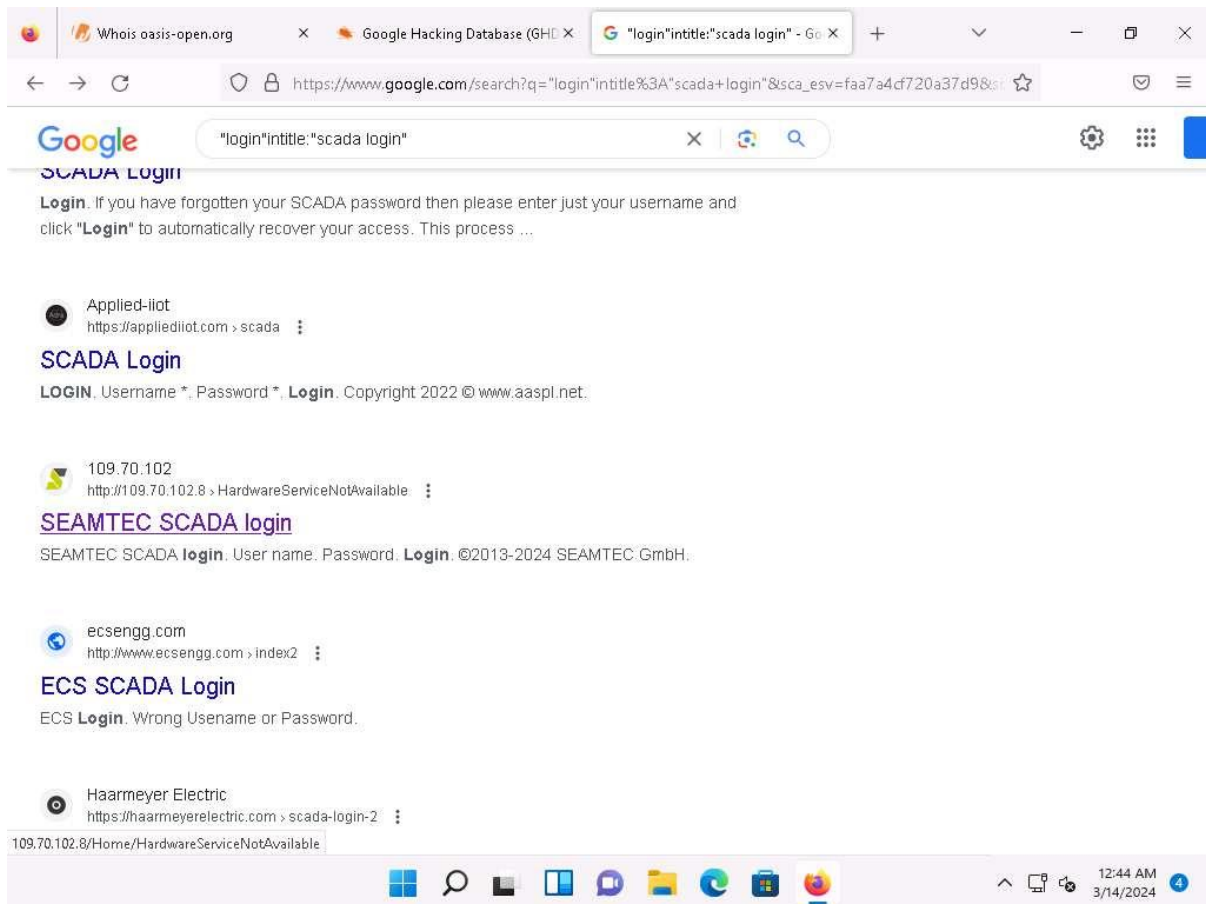 Whois oasis-open.org
Google Hacking Database (GHD
"login"intitle:"scada login" - Go
https://www.google.com/search?q="login"intitle%3A"scada+login"&sca_esv=faa7a4cf720a37d9&s
Google
"login"intitle:"scada login"
SCADA Login
Login. If you have forgotten your SCADA password then please enter just your username and
click "Login" to automatically recover your access. This process ...
Applied-iiot
https://appliediiot.com › scada
SCADA Login
LOGIN. Username *. Password *. Login. Copyright 2022 © www.aaspl.net.
109.70.102
http://109.70.102.8 › HardwareServiceNotAvailable
SEAMTEC SCADA login
SEAMTEC SCADA login. User name. Password. Login. ©2013-2024 SEAMTEC GmbH.
ecsengg.com
http://www.ecsengg.com › index2
ECS SCADA Login
ECS Login. Wrong Usename or Password.
Haarmeyer Electric
https://haarmeyerelectric.com › scada-login-2
109.70.102.8/Home/HardwareServiceNotAvailable
12:44 AM
3/14/2024
4